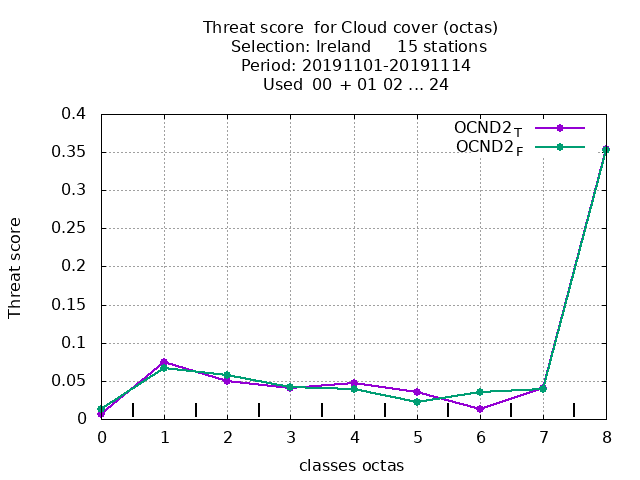 Threat score  for Cloud cover (octas)
Selection: Ireland     15 stations
Period: 20191101-20191114
Used  00 + 01 02 ... 24
OCND2T
OCND2F
0.4
0.35
0.3
0.25
0.2
0.15
0.1
0.05
0
Threat score
0 1 2 3 4 5 6 7 8
classes octas